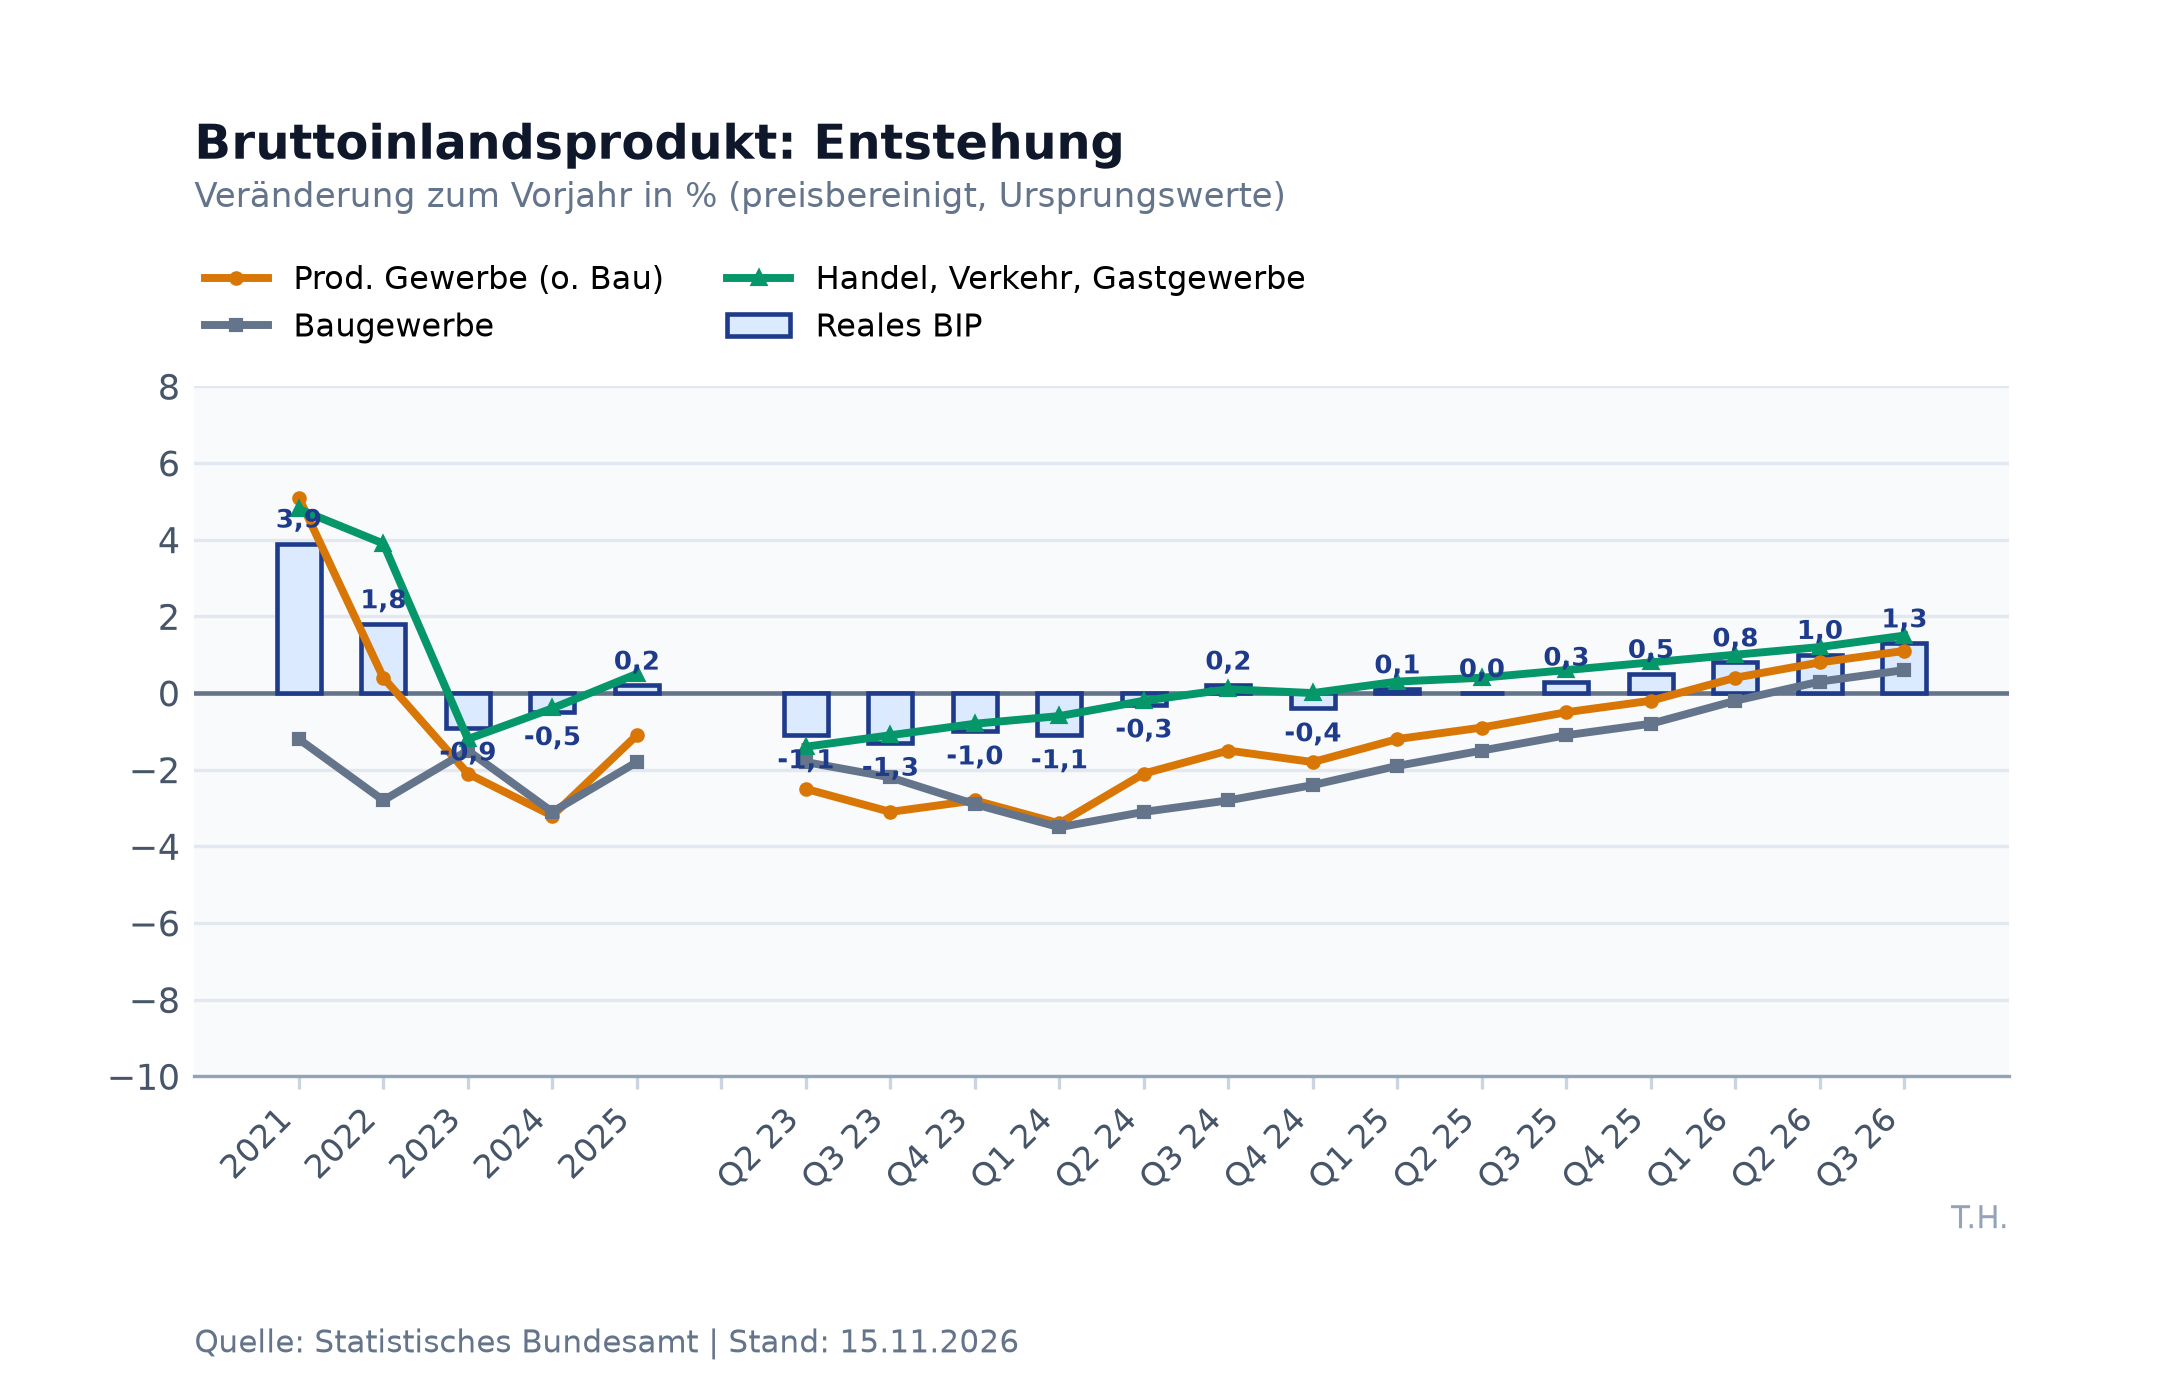 Bruttoinlandsprodukt: Entstehung
Veränderung zum Vorjahr in % (preisbereinigt, Ursprungswerte)
Prod. Gewerbe (o. Bau) Handel, Verkehr, Gastgewerbe
Baugewerbe Reales BIP
8
6
4
2
0
−2
−4
−6
−8
−10
3,9 1,8 -0,9 -0,5 0,2 -1,1 -1,3 -1,0 -1,1 -0,3 0,2 -0,4 0,1 0,0 0,3 0,5 0,8 1,0 1,3
2021 2022 2023 2024 2025 Q2 23 Q3 23 Q4 23 Q1 24 Q2 24 Q3 24 Q4 24 Q1 25 Q2 25 Q3 25 Q4 25 Q1 26 Q2 26 Q3 26
T.H.
Quelle: Statistisches Bundesamt | Stand: 15.11.2026